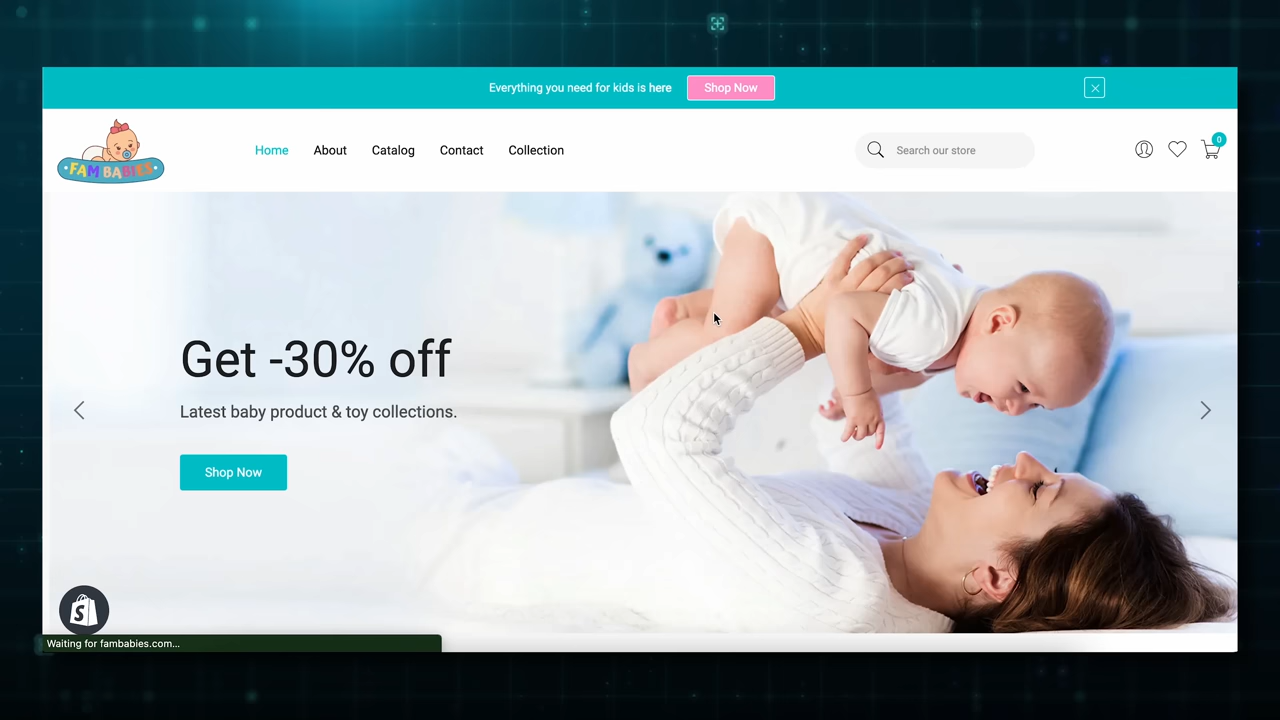 Everything you need for kids is here
Shop Now
FAM BABIES
Home
About
Catalog
Contact
Collection
Search our store
0
Get -30% off
Latest baby product & toy collections.
Shop Now
S
Waiting for fambabies.com...